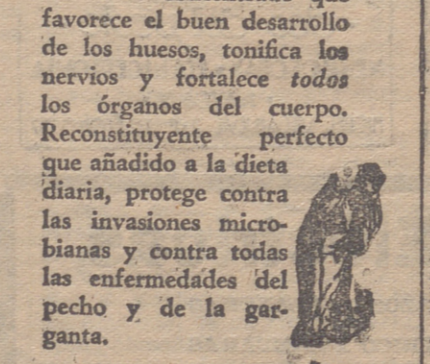 favorece el buen desarrollo
de los huesos, tonifica los
nervios y fortalece todos
los órganos del cuerpo.
Reconstituyente perfecto
que añadido a la dieta
diaria, protege contra
las invasiones micro-
bianas y contra todas
las enfermedades del
pecho y de la gar-
ganta.